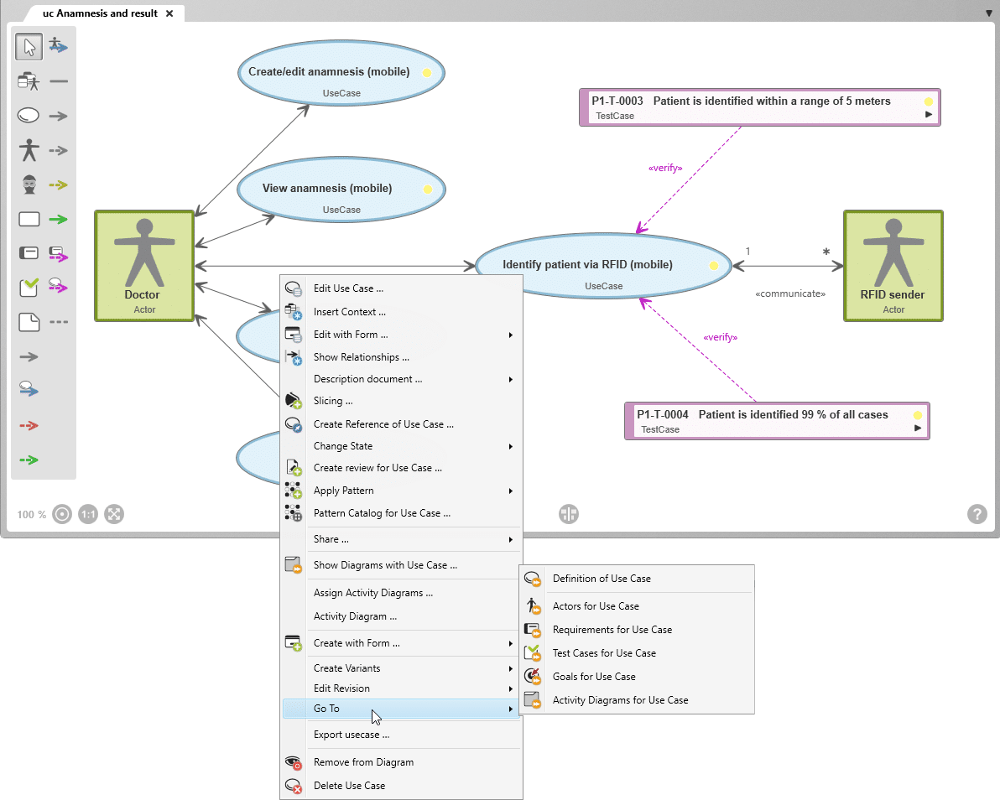 uc Anamnesis and result
Create/edit anamnesis (mobile)
UseCase
P1-T-0003 Patient is identified within a range of 5 meters
TestCase
«verify»
View anamnesis (mobile)
UseCase
Doctor
Actor
Identify patient via RFID (mobile)
UseCase
1
*
«communicate»
RFID sender
Actor
«verify»
P1-T-0004 Patient is identified 99 % of all cases
TestCase
100 %
1:1
?
Edit Use Case ...
Insert Context ...
Edit with Form ...
Show Relationships ...
Description document ...
Slicing ...
Create Reference of Use Case ...
Change State
Create review for Use Case ...
Apply Pattern
Pattern Catalog for Use Case ...
Share ...
Show Diagrams with Use Case ...
Assign Activity Diagrams ...
Activity Diagram ...
Create with Form ...
Create Variants
Edit Revision
Go To
Export usecase ...
Remove from Diagram
Delete Use Case
Definition of Use Case
Actors for Use Case
Requirements for Use Case
Test Cases for Use Case
Goals for Use Case
Activity Diagrams for Use Case